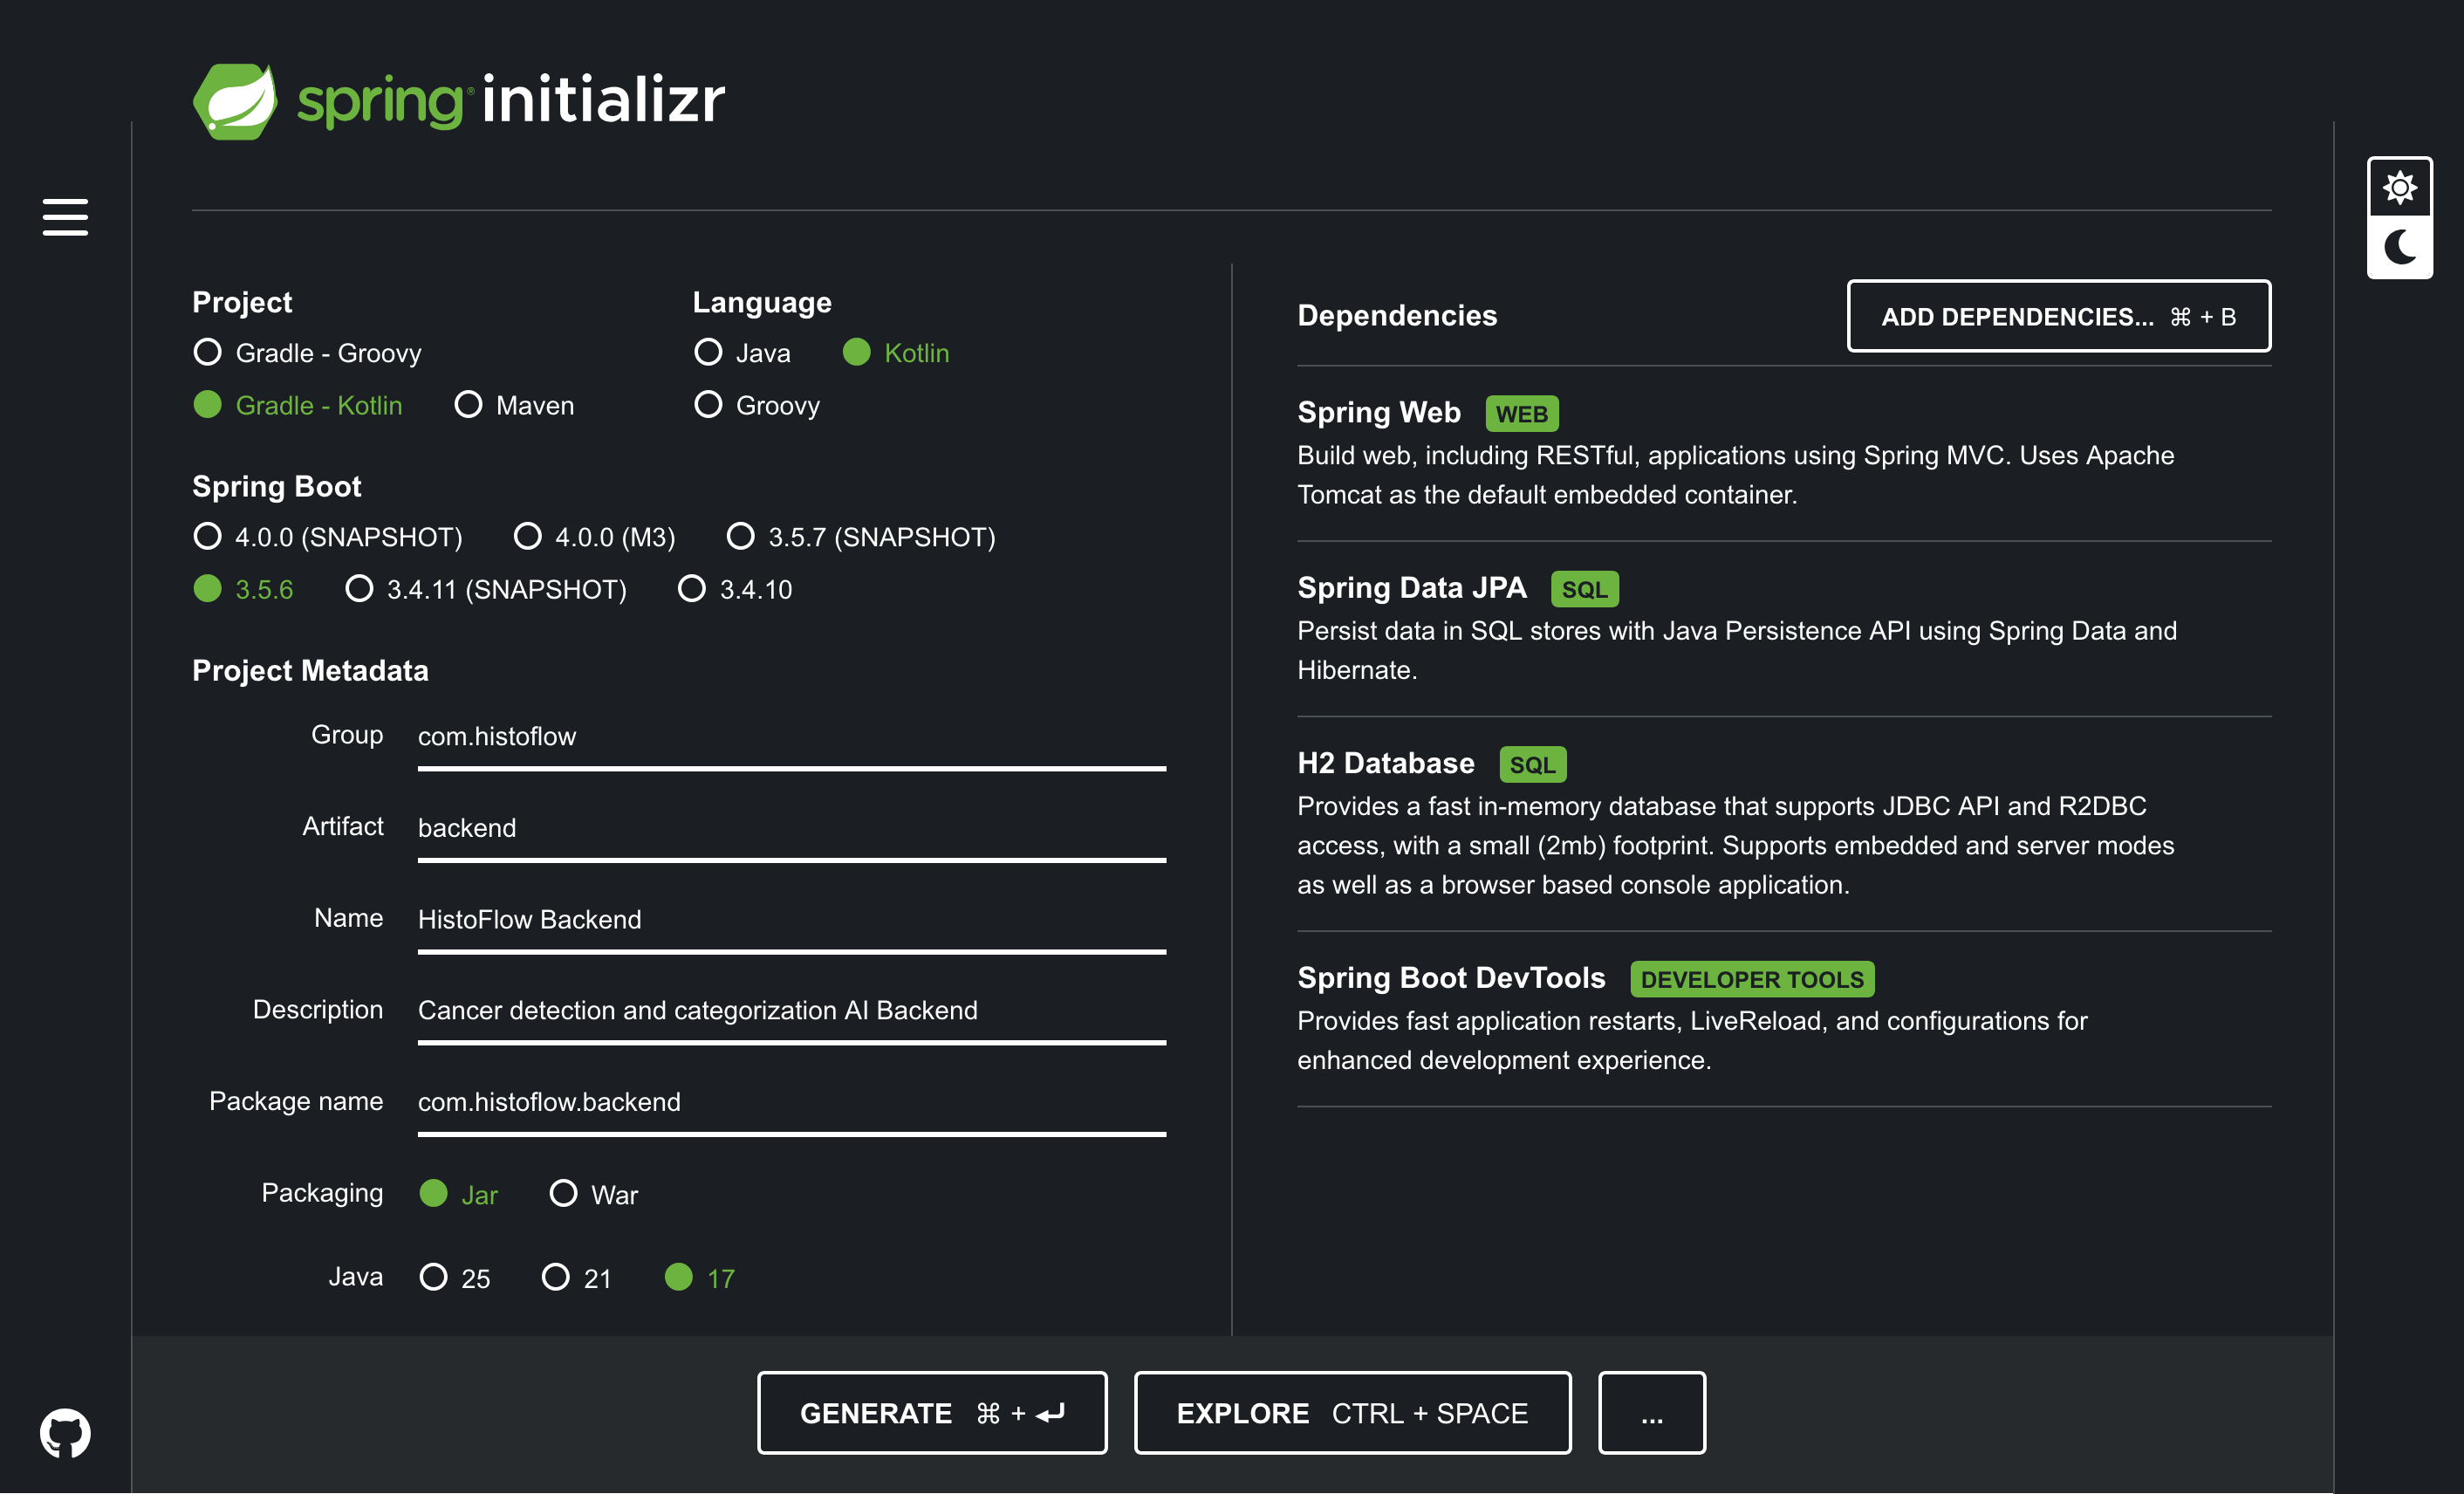 spring® initializr
Project
Gradle - Groovy
Gradle - Kotlin Maven
Language
Java Kotlin
Groovy
Spring Boot
4.0.0 (SNAPSHOT) 4.0.0 (M3) 3.5.7 (SNAPSHOT)
3.5.6 3.4.11 (SNAPSHOT) 3.4.10
Project Metadata
Group com.histoflow
Artifact backend
Name HistoFlow Backend
Description Cancer detection and categorization AI Backend
Package name com.histoflow.backend
Packaging Jar War
Java 25 21 17
Dependencies ADD DEPENDENCIES... ⌘ + B
Spring Web WEB
Build web, including RESTful, applications using Spring MVC. Uses Apache
Tomcat as the default embedded container.
Spring Data JPA SQL
Persist data in SQL stores with Java Persistence API using Spring Data and
Hibernate.
H2 Database SQL
Provides a fast in-memory database that supports JDBC API and R2DBC
access, with a small (2mb) footprint. Supports embedded and server modes
as well as a browser based console application.
Spring Boot DevTools DEVELOPER TOOLS
Provides fast application restarts, LiveReload, and configurations for
enhanced development experience.
GENERATE ⌘ + ⏎ EXPLORE CTRL + SPACE ...